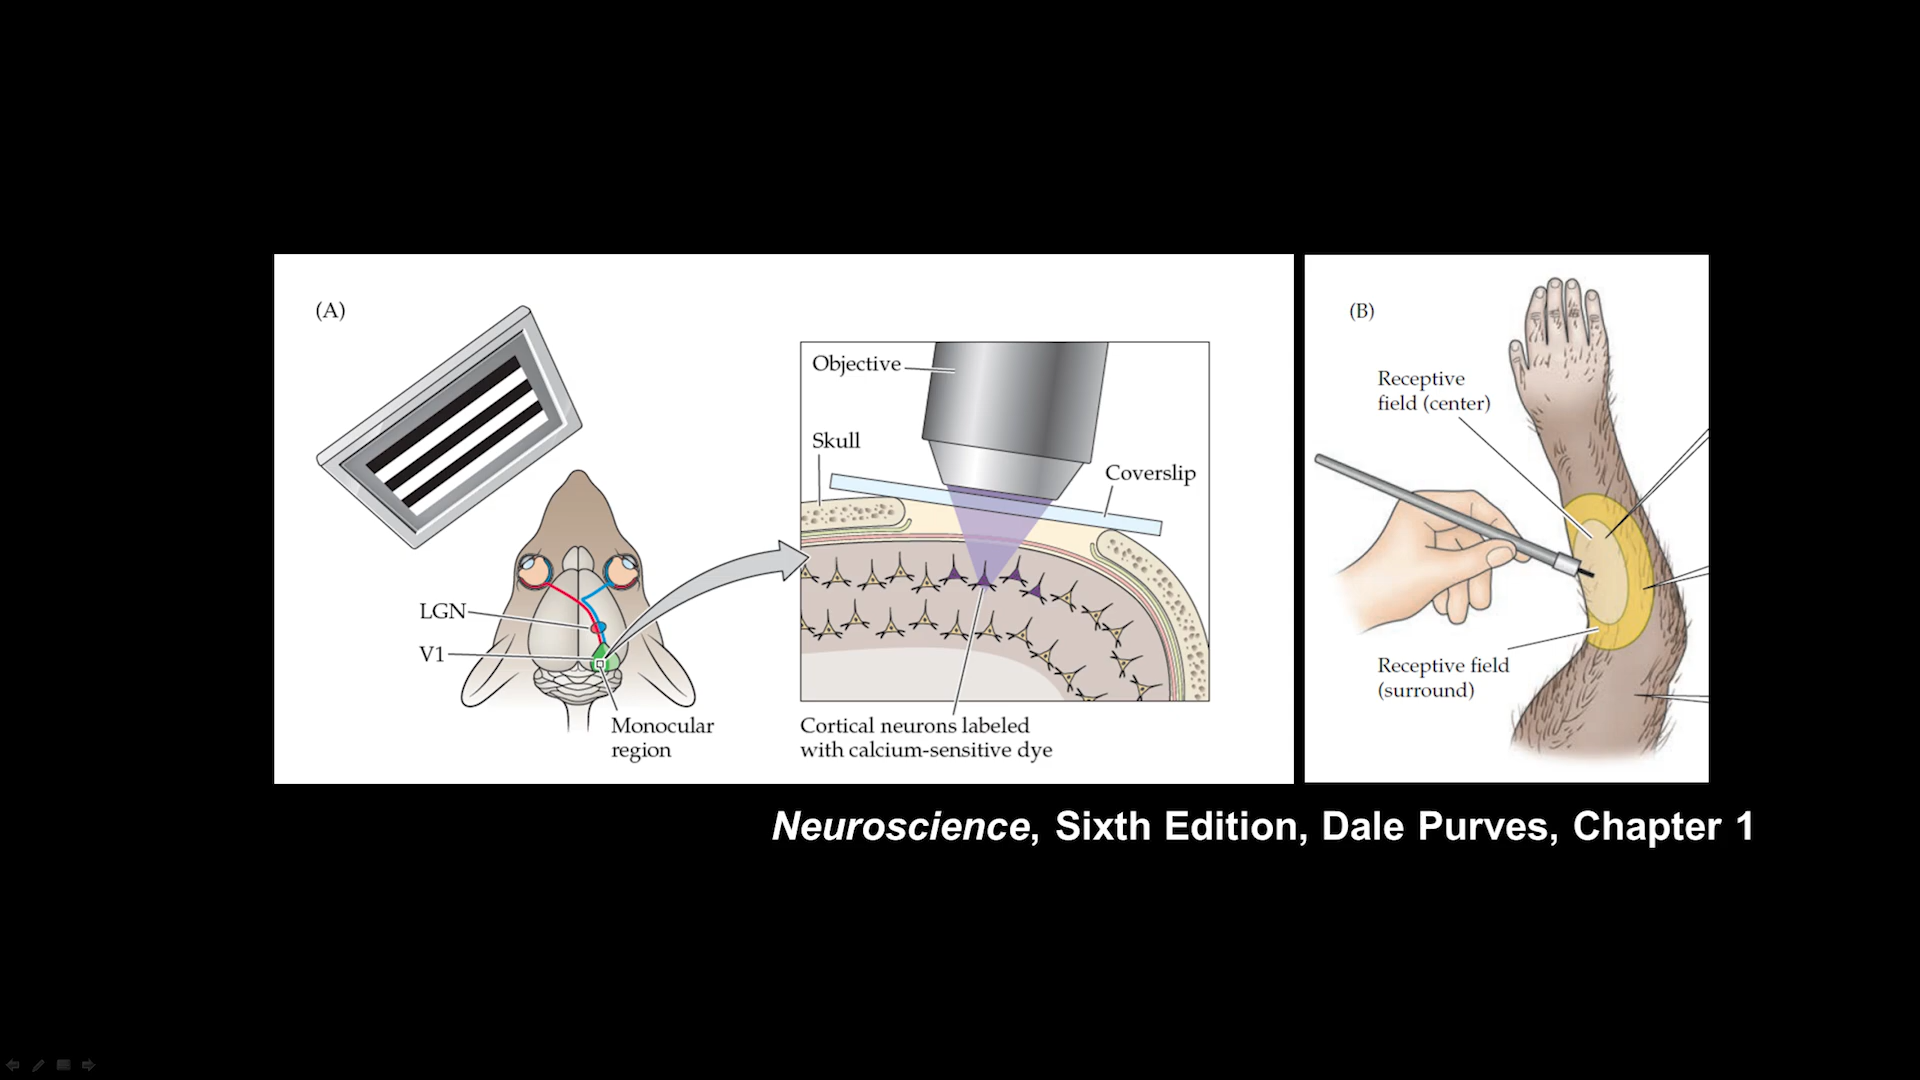 (A)
Objective
Skull
Coverslip
LGN
V1
Monocular
region
Cortical neurons labeled
with calcium-sensitive dye
(B)
Receptive
field (center)
Receptive field
(surround)
Neuroscience, Sixth Edition, Dale Purves, Chapter 1